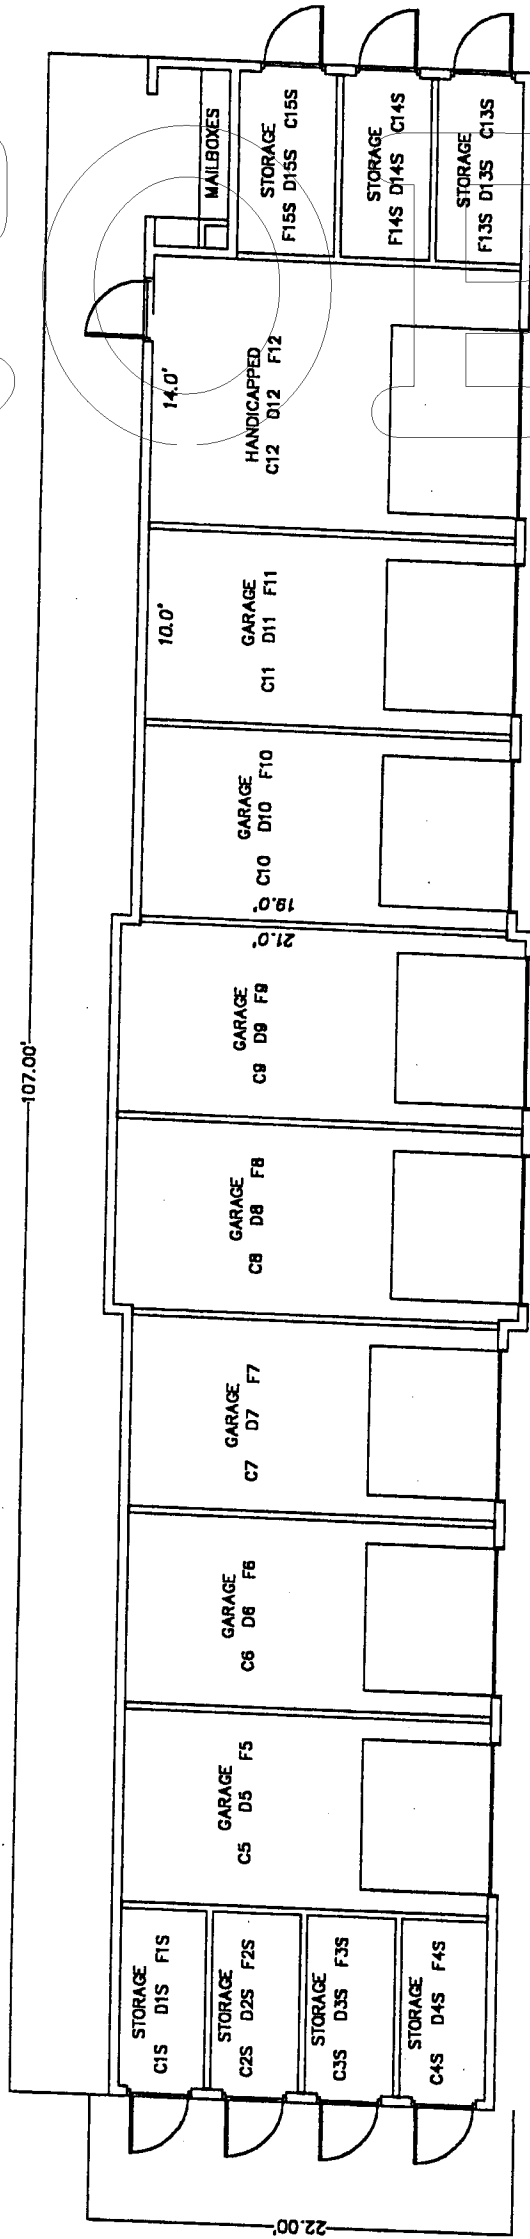 MAILBOXES
STORAGE
F15S D15S C15S
STORAGE
F14S D14S C14S
STORAGE
F13S D13S C13S
14.0'
HANDICAPPED
C12 D12 F12
10.0'
GARAGE
C11 D11 F11
GARAGE
C10 D10 F10
19.0'
21.0'
GARAGE
C9 D9 F9
107.00'
GARAGE
C8 D8 F8
GARAGE
C7 D7 F7
GARAGE
C6 D6 F6
GARAGE
C5 D5 F5
STORAGE
C1S D1S F1S
STORAGE
C2S D2S F2S
STORAGE
C3S D3S F3S
STORAGE
C4S D4S F4S
22.00'